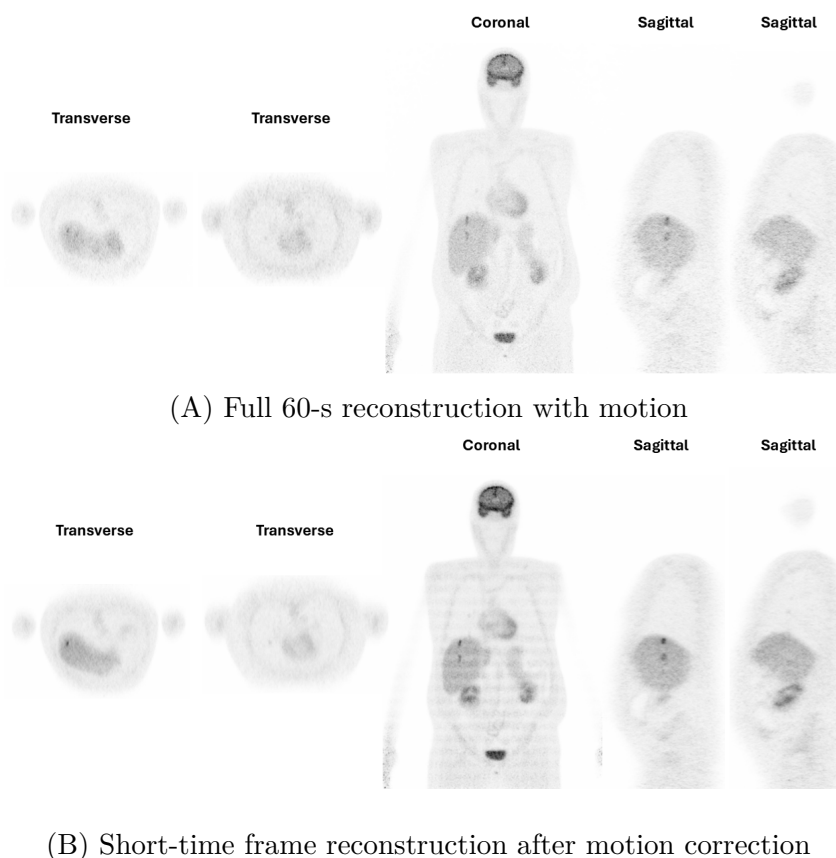 Coronal
Sagittal
Sagittal
Transverse
Transverse
(A) Full 60-s reconstruction with motion
Coronal
Sagittal
Sagittal
Transverse
Transverse
(B) Short-time frame reconstruction after motion correction